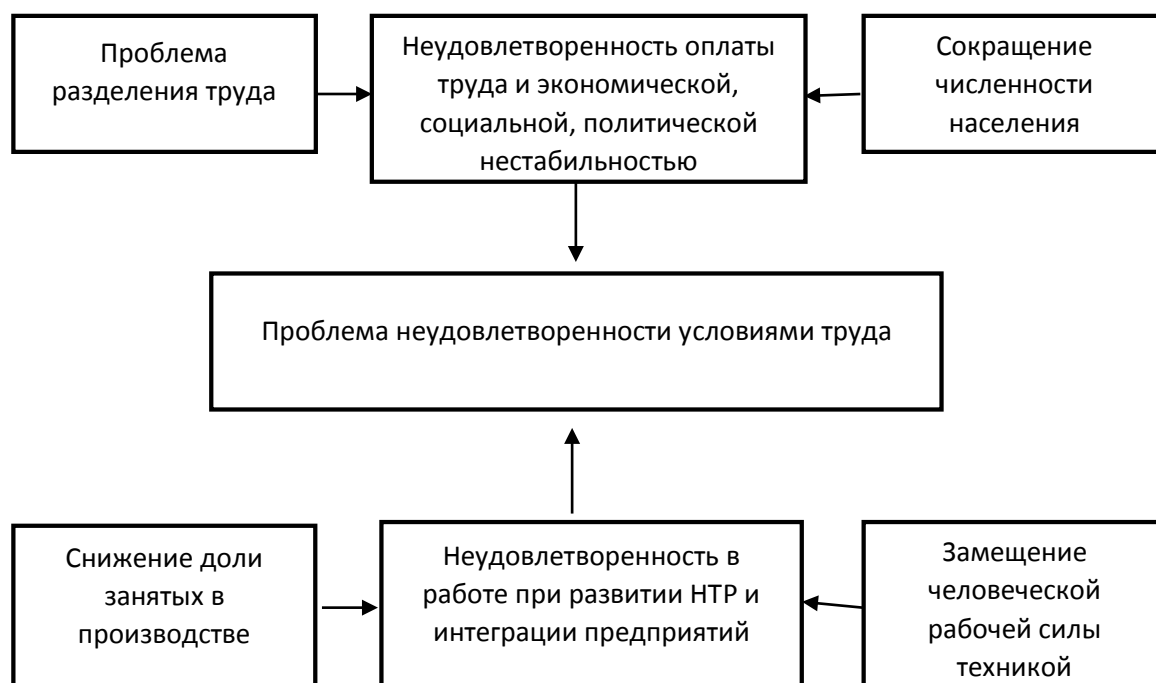 Проблема
разделения труда
Неудовлетворенность оплаты
труда и экономической,
социальной, политической
нестабильностью
Сокращение
численности
населения
Проблема неудовлетворенности условиями труда
Снижение доли
занятых в
производстве
Неудовлетворенность в
работе при развитии НТР и
интеграции предприятий
Замещение
человеческой
рабочей силы
техникой